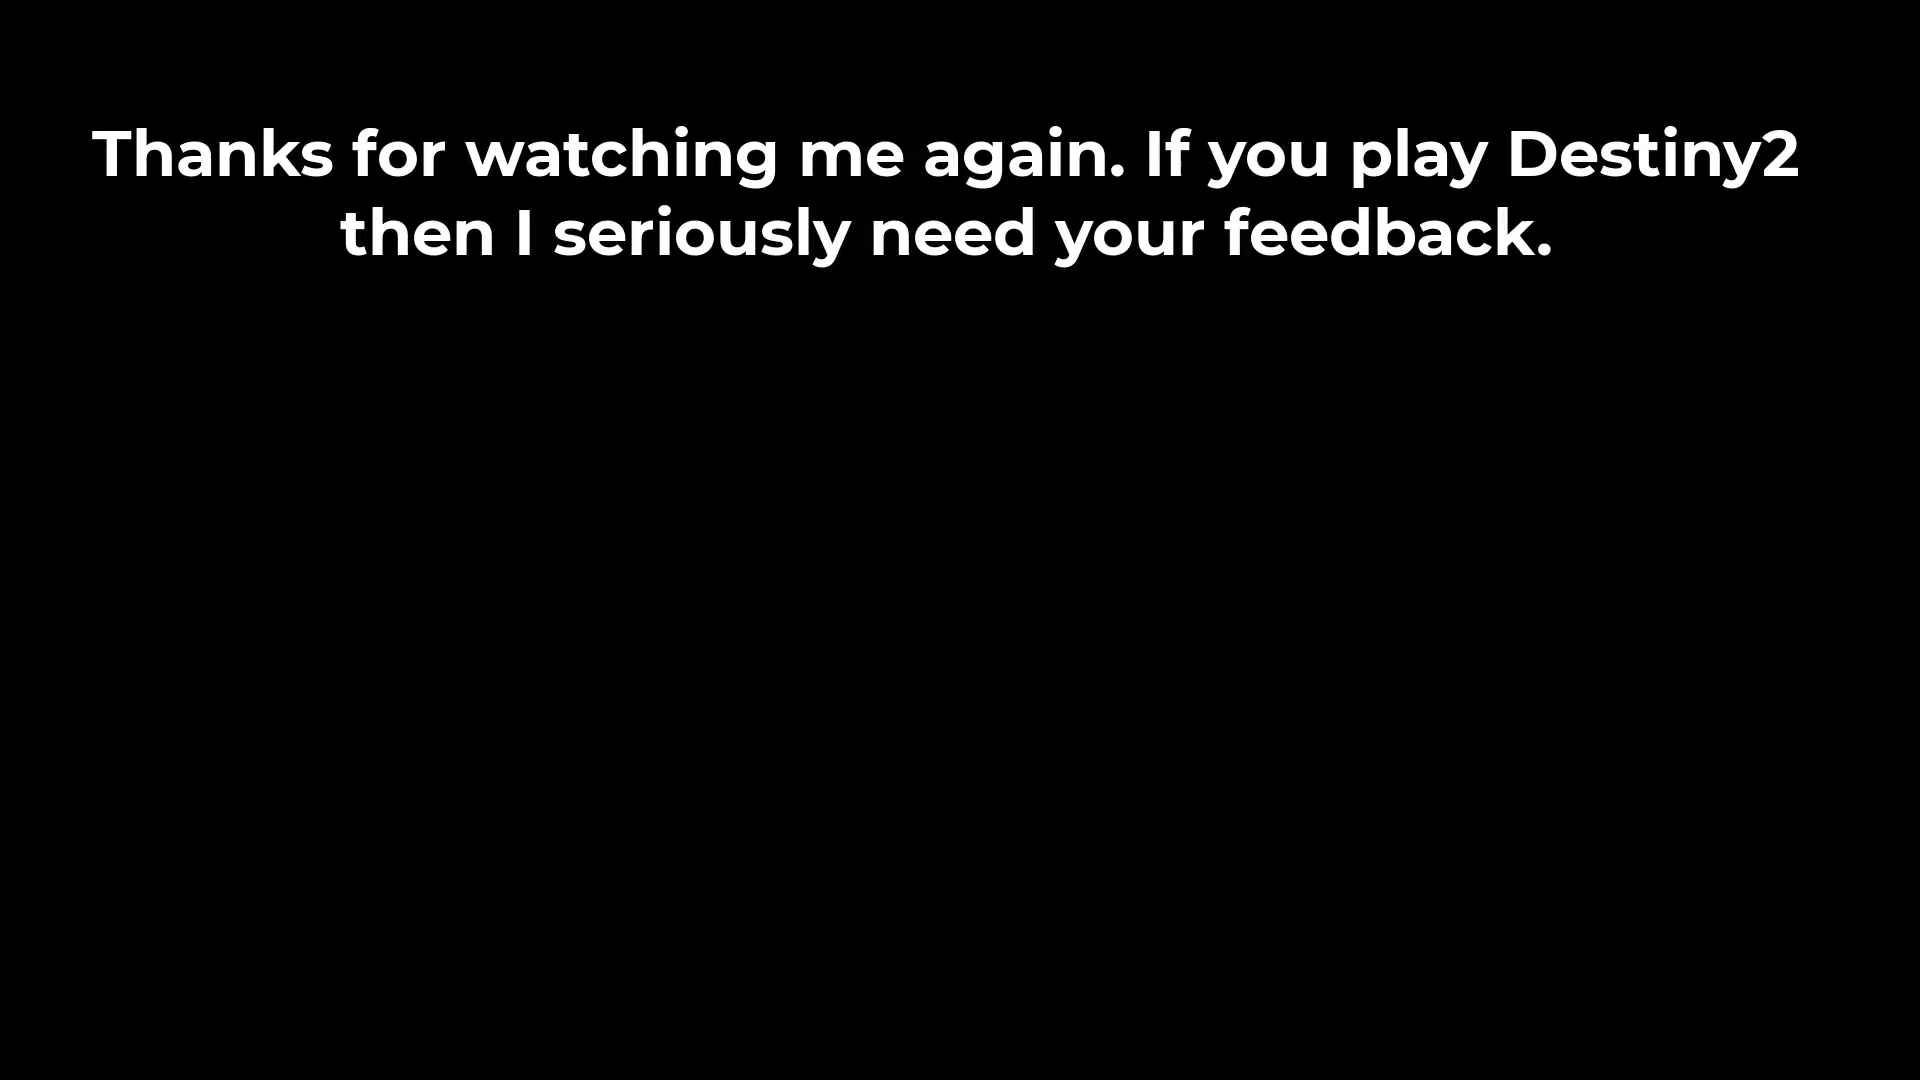 Thanks for watching me again. If you play Destiny2
then I seriously need your feedback.